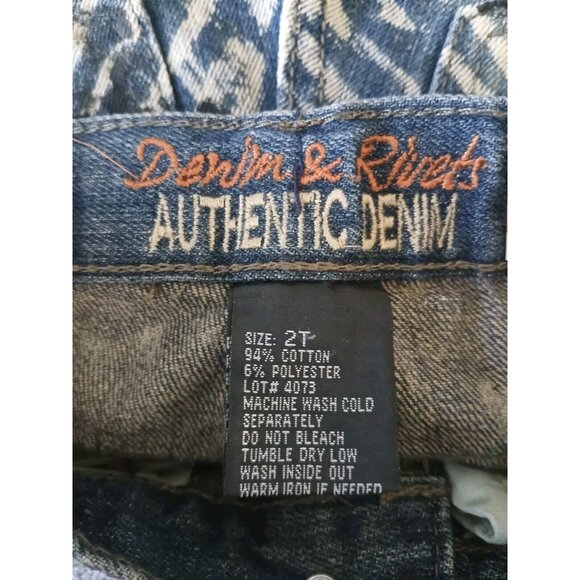 Denim & Rivets
AUTHENTIC DENIM
SIZE: 2T
94% COTTON
6% POLYESTER
LOT# 4073
MACHINE WASH COLD
SEPARATELY
DO NOT BLEACH
TUMBLE DRY LOW
WASH INSIDE OUT
WARM IRON IF NEEDED